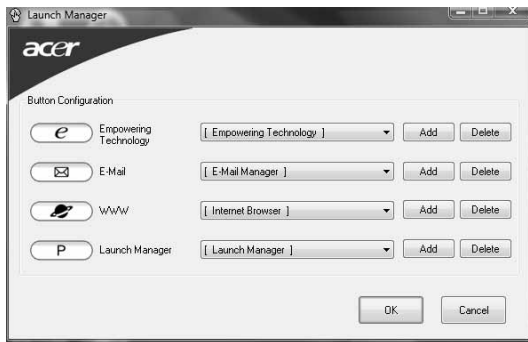 Launch Manager
acer
Button Configuration
e Empowering Technology [ Empowering Technology ] Add Delete
E-Mail [ E-Mail Manager ] Add Delete
WWW [ Internet Browser ] Add Delete
P Launch Manager [ Launch Manager ] Add Delete
OK Cancel